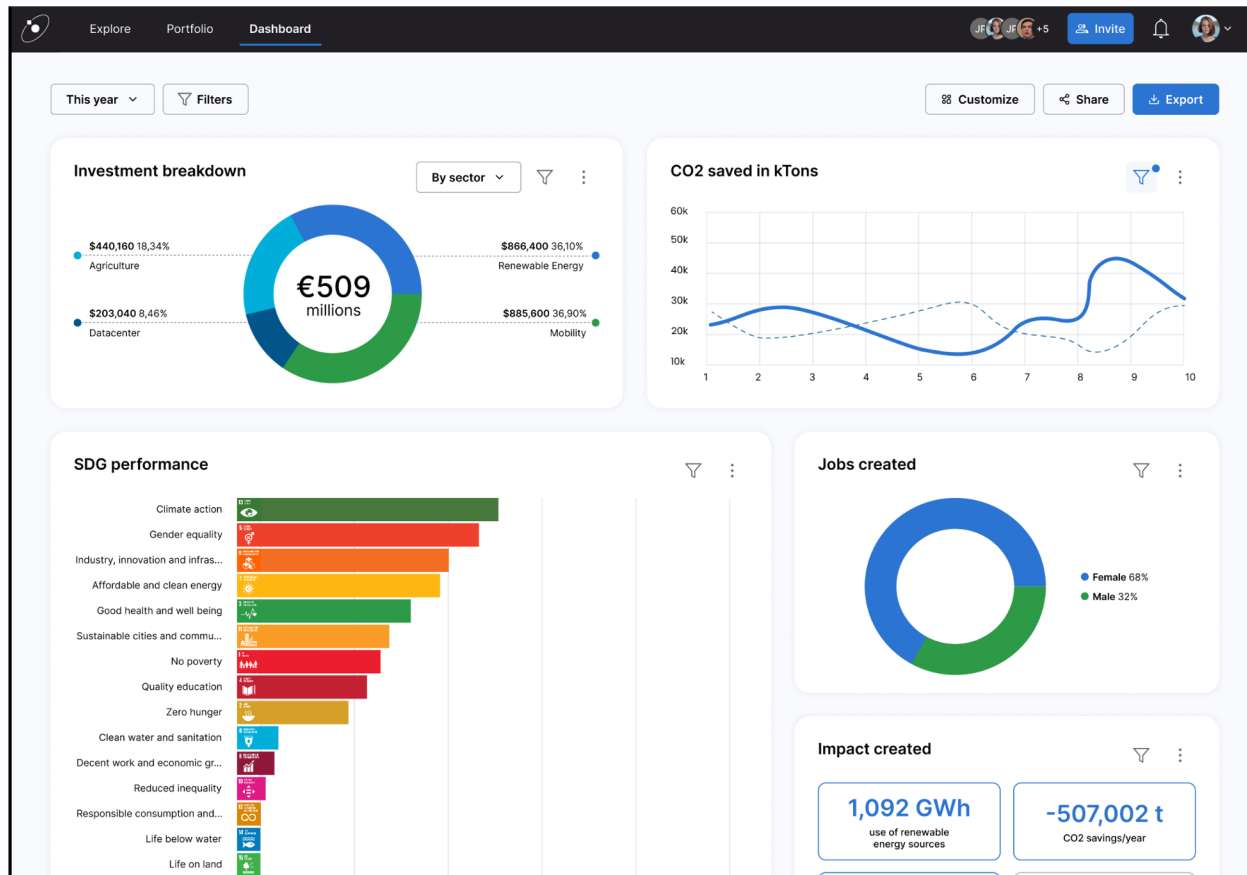 Explore Portfolio Dashboard JF JF +5 Invite
This year Filters Customize Share Export
Investment breakdown By sector
$440,160 18,34%
Agriculture
$203,040 8,46%
Datacenter
€509
millions
$866,400 36,10%
Renewable Energy
$885,600 36,90%
Mobility
CO2 saved in kTons
60k
50k
40k
30k
20k
10k
1 2 3 4 5 6 7 8 9 10
SDG performance
Climate action
Gender equality
Industry, innovation and infras...
Affordable and clean energy
Good health and well being
Sustainable cities and commu...
No poverty
Quality education
Zero hunger
Clean water and sanitation
Decent work and economic gr...
Reduced inequality
Responsible consumption and...
Life below water
Life on land
Jobs created
Female 68%
Male 32%
Impact created
1,092 GWh
use of renewable
energy sources
-507,002 t
CO2 savings/year